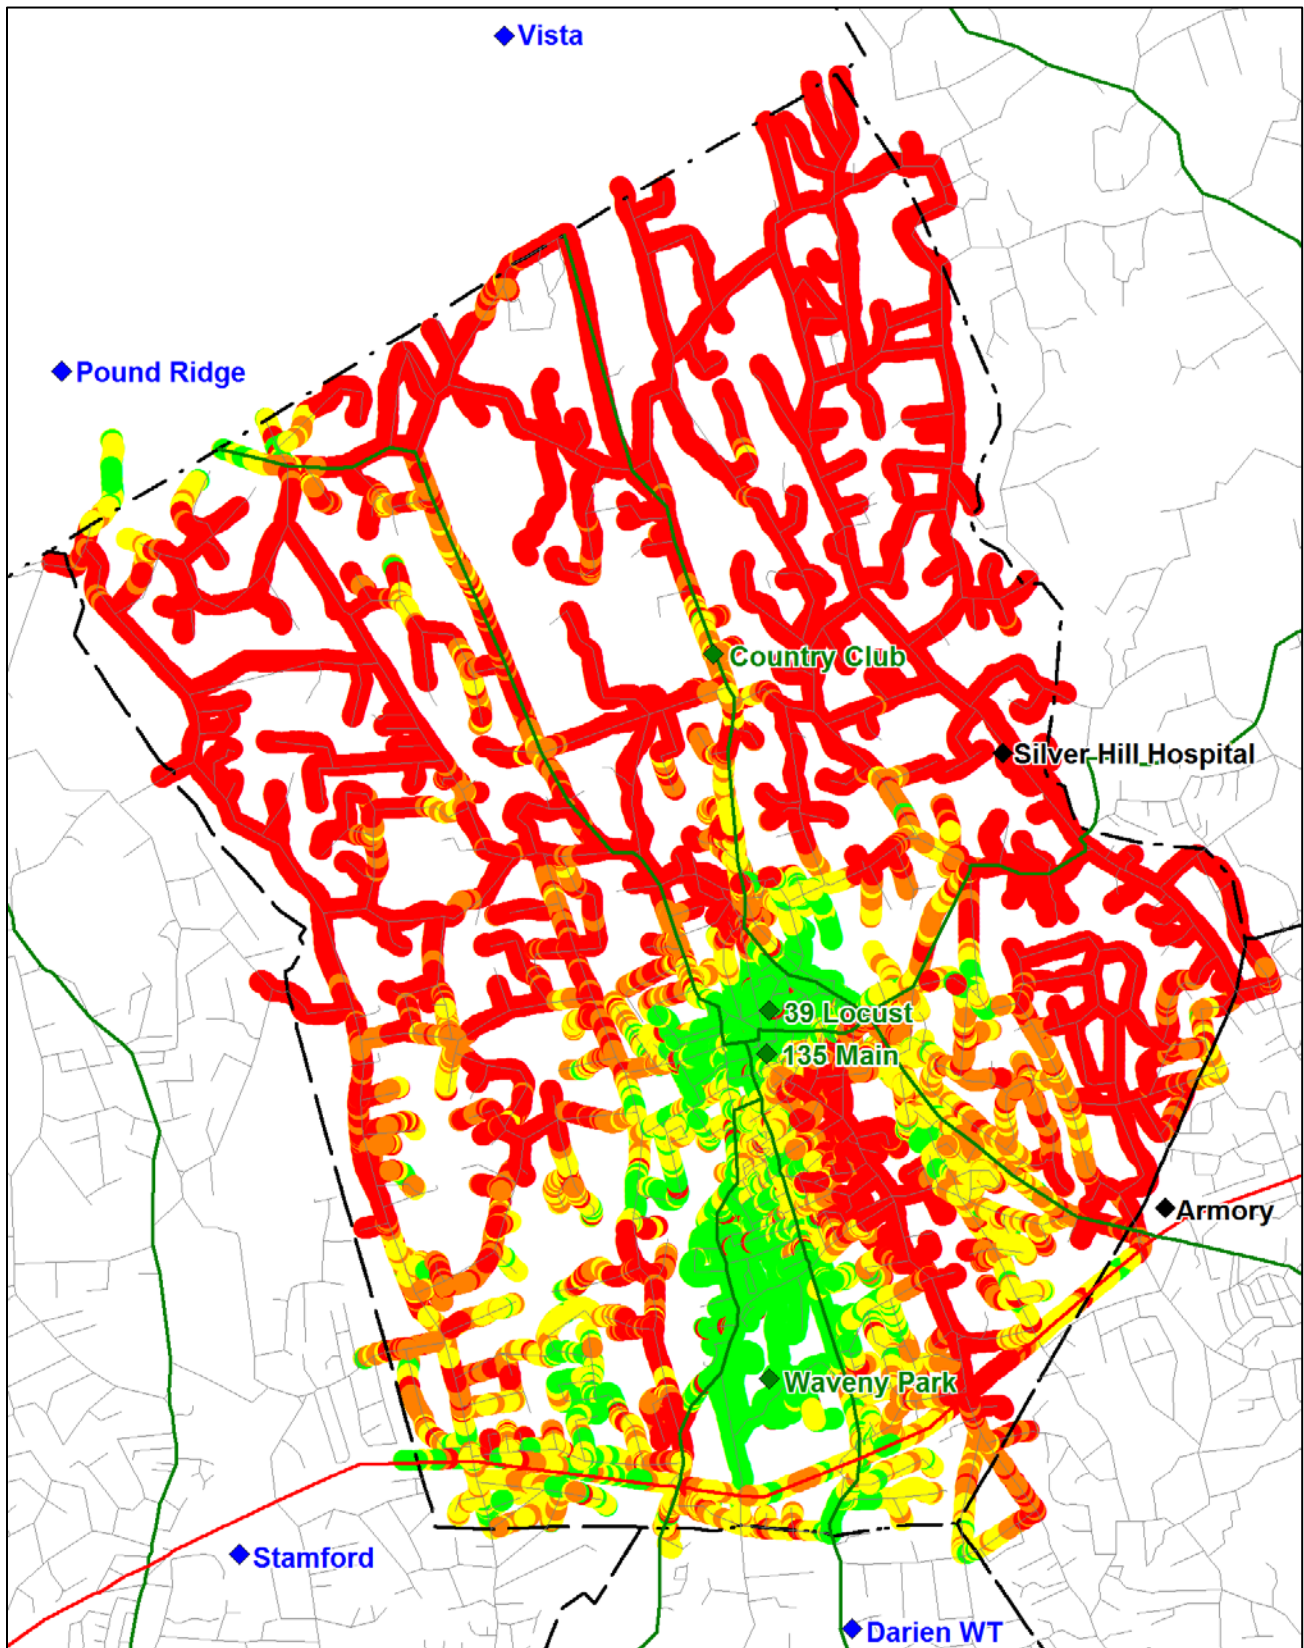 Vista
Pound Ridge
Country Club
Silver Hill Hospital
39 Locust
135 Main
Armory
Waveny Park
Stamford
Darien WT